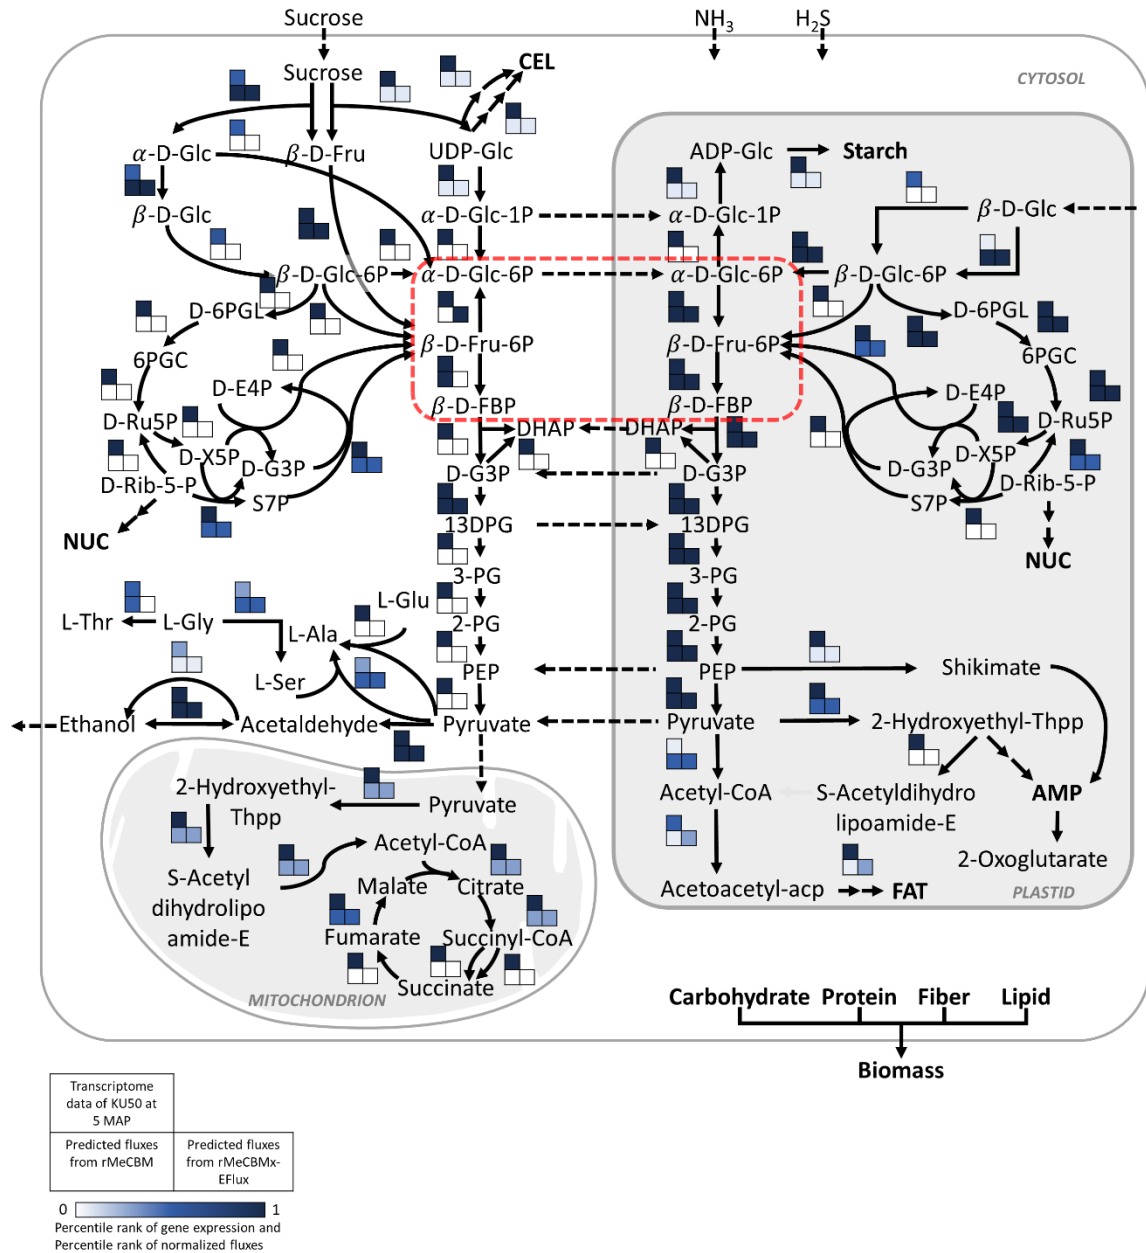 Sucrose
NH3
H2S
Sucrose
CEL
CYTOSOL
α-D-Glc
β-D-Fru
UDP-Glc
ADP-Glc
Starch
β-D-Glc
α-D-Glc-1P
α-D-Glc-1P
β-D-Glc
β-D-Glc-6P
α-D-Glc-6P
α-D-Glc-6P
β-D-Glc-6P
D-6PGL
D-6PGL
6PGC
β-D-Fru-6P
β-D-Fru-6P
6PGC
D-E4P
D-E4P
β-D-FBP
β-D-FBP
D-Ru5P
DHAP
DHAP
D-Ru5P
D-X5P
D-G3P
D-G3P
D-G3P
D-G3P
D-X5P
D-Rib-5-P
S7P
S7P
D-Rib-5-P
NUC
13DPG
13DPG
NUC
3-PG
3-PG
L-Glu
L-Thr
L-Gly
L-Ala
2-PG
2-PG
L-Ser
PEP
PEP
Shikimate
Ethanol
Acetaldehyde
Pyruvate
Pyruvate
2-Hydroxyethyl-Thpp
2-Hydroxyethyl-
Thpp
Pyruvate
Acetyl-CoA
S-Acetyldihydro
lipoamide-E
AMP
Acetyl-CoA
2-Oxoglutarate
S-Acetyl
dihydrolipo
amide-E
Malate
Citrate
Acetoacetyl-acp
FAT
PLASTID
Fumarate
Succinyl-CoA
Succinate
MITOCHONDRION
Carbohydrate
Protein
Fiber
Lipid
Biomass
Transcriptome
data of KU50 at
5 MAP
Predicted fluxes
from rMeCBM
Predicted fluxes
from rMeCBMx-
EFlux
0
1
Percentile rank of gene expression and
Percentile rank of normalized fluxes